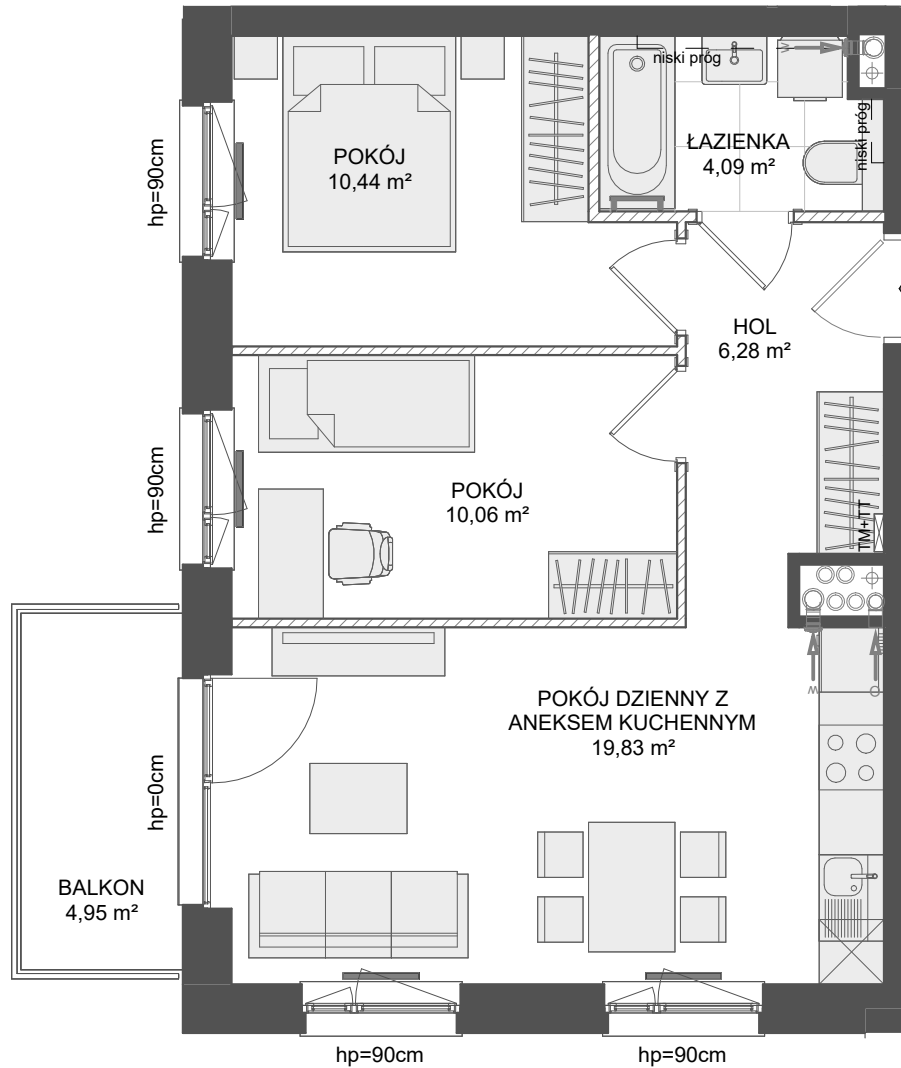 niski próg
POKÓJ
10,44 m²
ŁAZIENKA
4,09 m²
niski próg
hp=90cm
HOL
6,28 m²
POKÓJ
10,06 m²
hp=90cm
TM+TT
W
O
POKÓJ DZIENNY Z
ANEKSEM KUCHENNYM
19,83 m²
hp=0cm
BALKON
4,95 m²
hp=90cm
hp=90cm